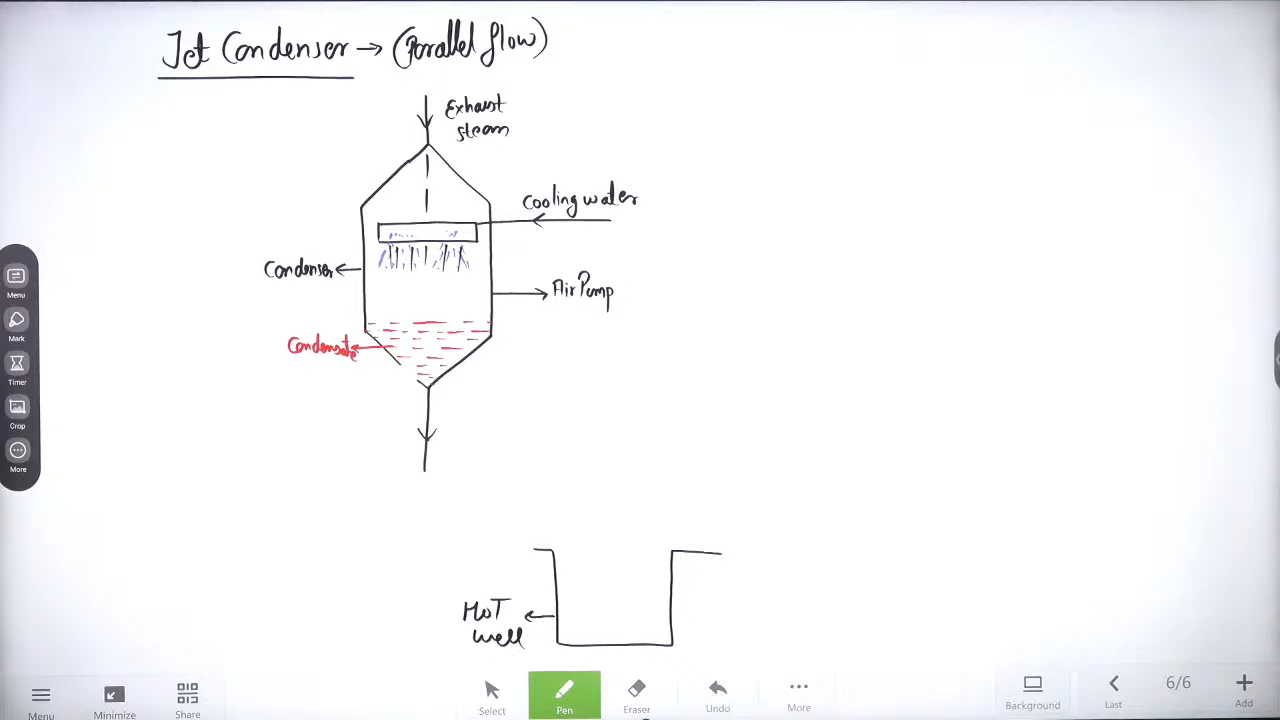 Jet Condenser → (Parallel flow)
Exhaust
steam
Cooling water
Condenser
Air Pump
Condensate
HoT
well
Menu
Mark
Timer
Crop
More
Menu
Minimize
Share
Select
Pen
Eraser
Undo
More
Background
Last
6/6
Add